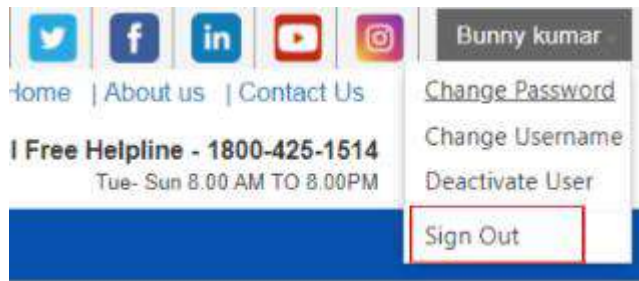 Bunny kumar
Home | About us | Contact Us
Change Password
Change Username
l Free Helpline - 1800-425-1514
Tue- Sun 8.00 AM TO 8.00PM
Deactivate User
Sign Out